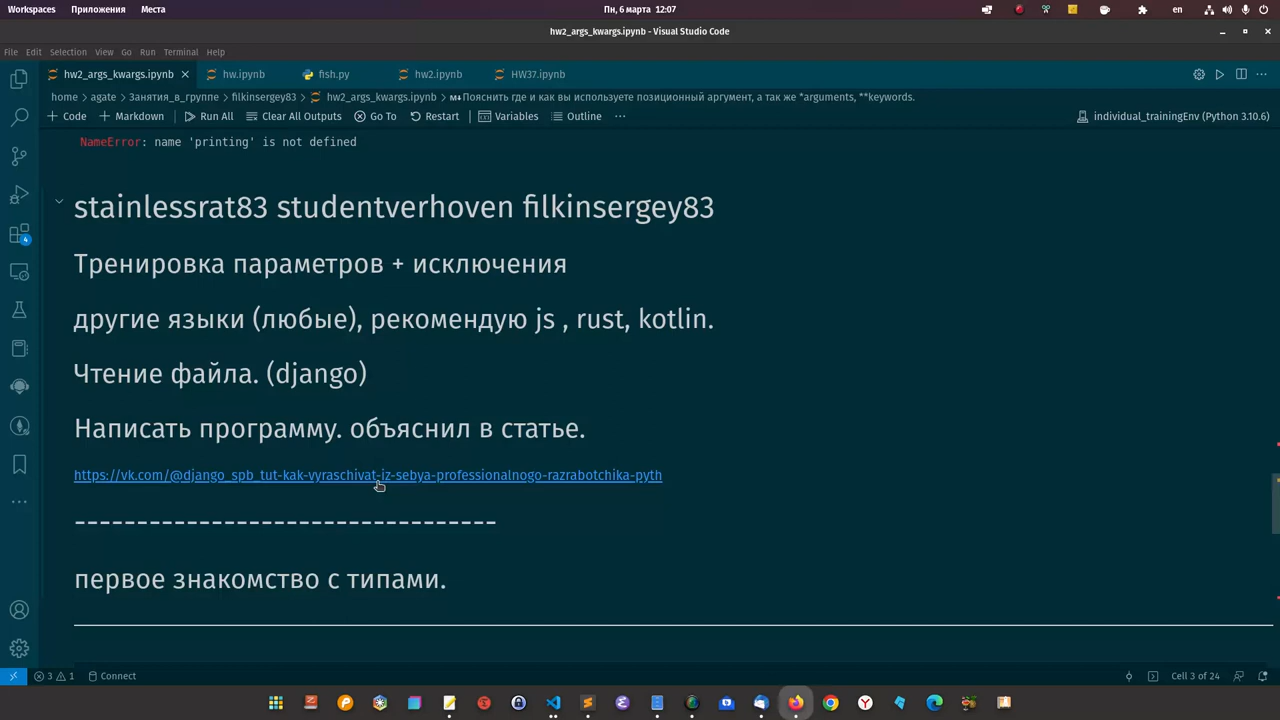 Workspaces Приложения Места Пн, 6 марта 12:07 en
hw2_args_kwargs.ipynb - Visual Studio Code
File Edit Selection View Go Run Terminal Help
hw2_args_kwargs.ipynb hw.ipynb fish.py hw2.ipynb HW37.ipynb
home > agate > Занятия_в_группе > filkinsergey83 > hw2_args_kwargs.ipynb > Пояснить где и как вы используете позиционный аргумент, а так же *arguments, **keywords.
+ Code + Markdown Run All Clear All Outputs Go To Restart Variables Outline ... individual_trainingEnv (Python 3.10.6)
NameError: name 'printing' is not defined
stainlessrat83 studentverhoven filkinsergey83
Тренировка параметров + исключения
другие языки (любые), рекомендую js , rust, kotlin.
Чтение файла. (django)
Написать программу. объяснил в статье.
https://vk.com/@django_spb_tut-kak-vyraschivat-iz-sebya-professionalnogo-razrabotchika-pyth
----------------------------------
первое знакомство с типами.
4
3 1 Connect Cell 3 of 24